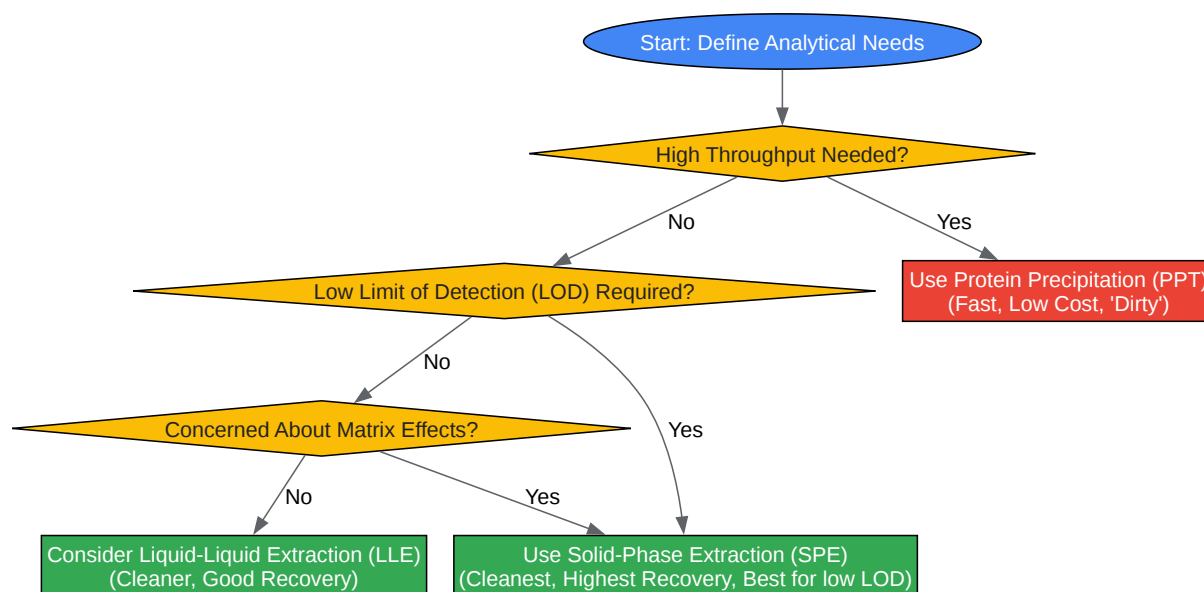 Start: Define Analytical Needs
High Throughput Needed?
No
Yes
Low Limit of Detection (LOD) Required?
Use Protein Precipitation (PPT)
(Fast, Low Cost, 'Dirty')
No
Yes
Concerned About Matrix Effects?
No
Yes
Consider Liquid-Liquid Extraction (LLE)
(Cleaner, Good Recovery)
Use Solid-Phase Extraction (SPE)
(Cleanest, Highest Recovery, Best for low LOD)